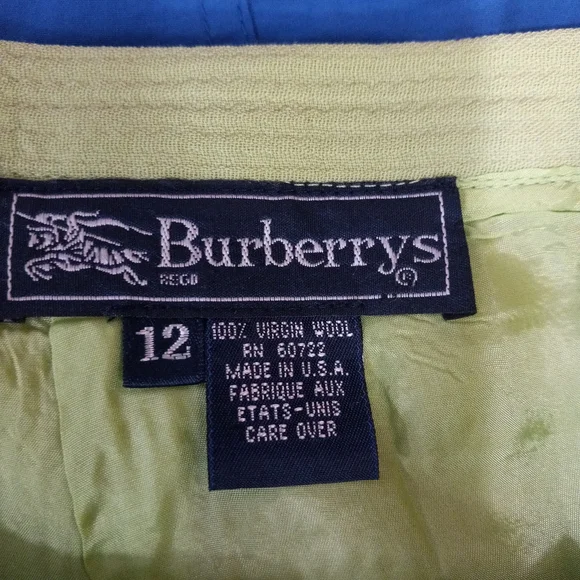 Burberrys
REGD
®
12
100% VIRGIN WOOL
RN 60722
MADE IN U.S.A.
FABRIQUE AUX
ETATS-UNIS
CARE OVER